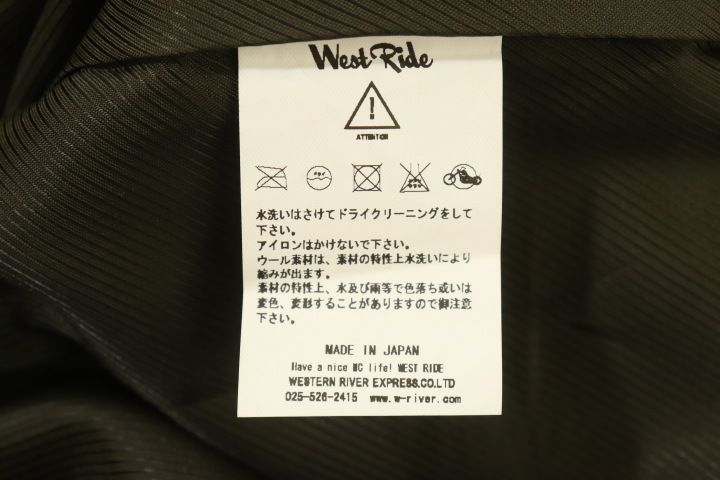 West Ride
ATTENTION
ドライ
水洗いはさけてドライクリーニングをして
下さい。
アイロンはかけないで下さい。
ウール素材は、素材の特性上水洗いにより
縮みが出ます。
素材の特性上、水及び雨等で色落ち或いは
変色、変形することがありますので御注意
下さい。
MADE IN JAPAN
Have a nice MC life! WEST RIDE
WESTERN RIVER EXPRESS.CO.LTD
025-526-2415 www.w-river.com